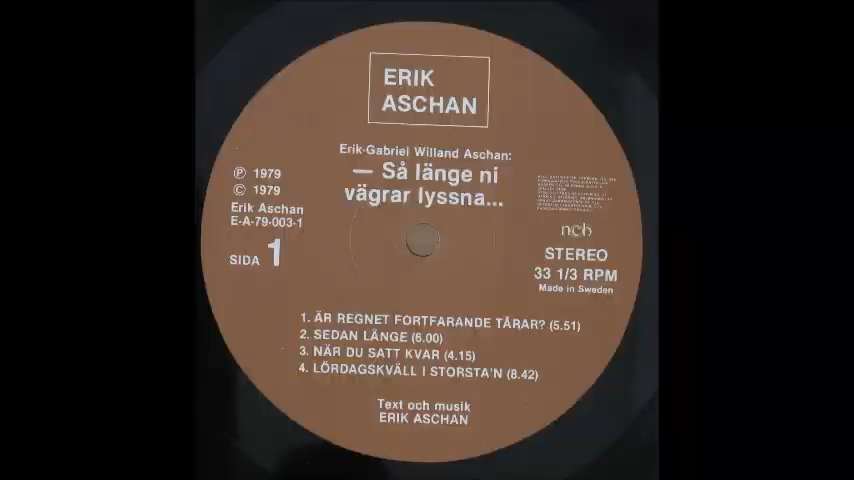 ERIK
ASCHAN
Erik-Gabriel Willand Aschan:
— Så länge ni
vägrar lyssna...
Ⓟ 1979
© 1979
Erik Aschan
E-A-79-003-1
SIDA 1
ncb
STEREO
33 1/3 RPM
Made in Sweden
1. ÄR REGNET FORTFARANDE TÅRAR? (5.51)
2. SEDAN LÄNGE (6.00)
3. NÄR DU SATT KVAR (4.15)
4. LÖRDAGSKVÄLL I STORSTA'N (8.42)
Text och musik
ERIK ASCHAN